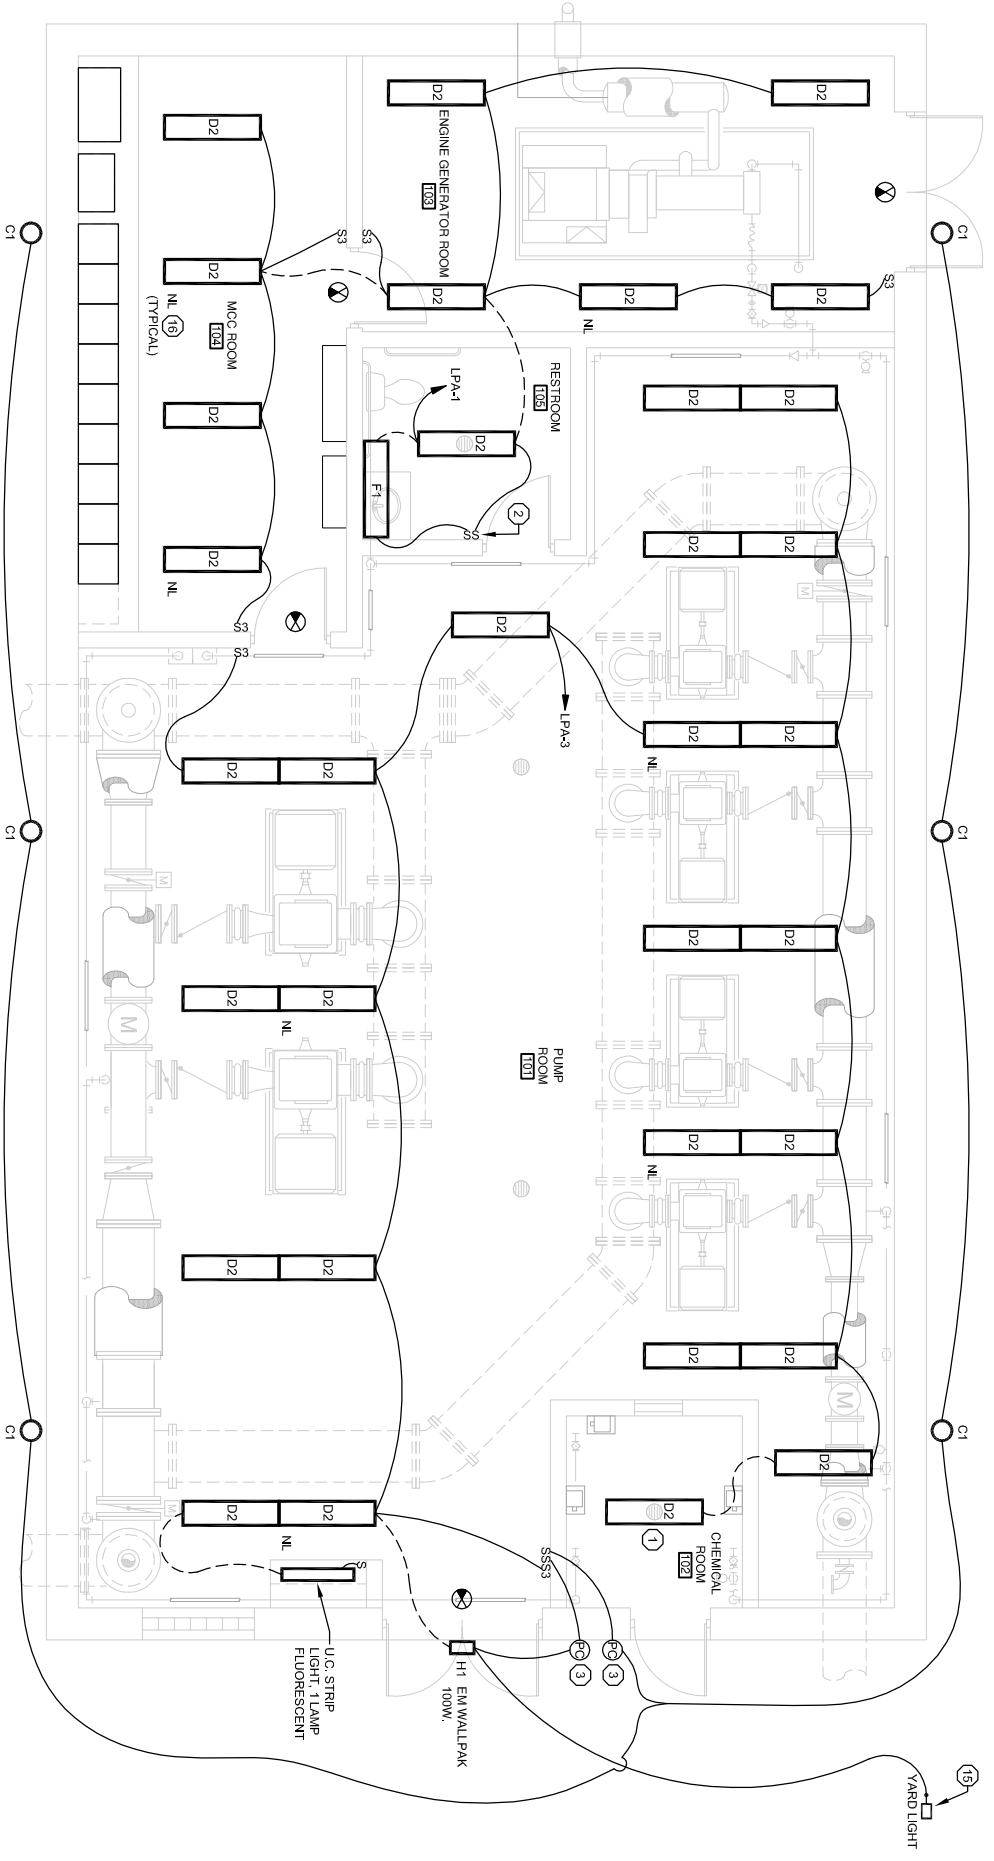 D2
D2
D2
ENGINE GENERATOR ROOM
103
S3
S3
C1
C1
D2
D2
D2
D2
S3
NL
MCC ROOM
104
NL 16
(TYPICAL)
D2
D2
NL
S3
S3
RESTROOM
105
LPA-1
D2
F1
SS
2
D2
LPA-3
D2
D2
D2
D2
M
D2
D2
NL
D2
D2
C1
C1
M
D2
D2
D2
D2
NL
M
PUMP
ROOM
101
D2
D2
NL
D2
D2
D2
D2
M
C1
C1
D2
D2
D2
NL
M
D2
1
CHEMICAL
ROOM
102
SSS3
S
U.C. STRIP
LIGHT, 1 LAMP
FLUORESCENT
H1 EM WALLPAK
100W.
PC
3
PC
3
15
YARD LIGHT